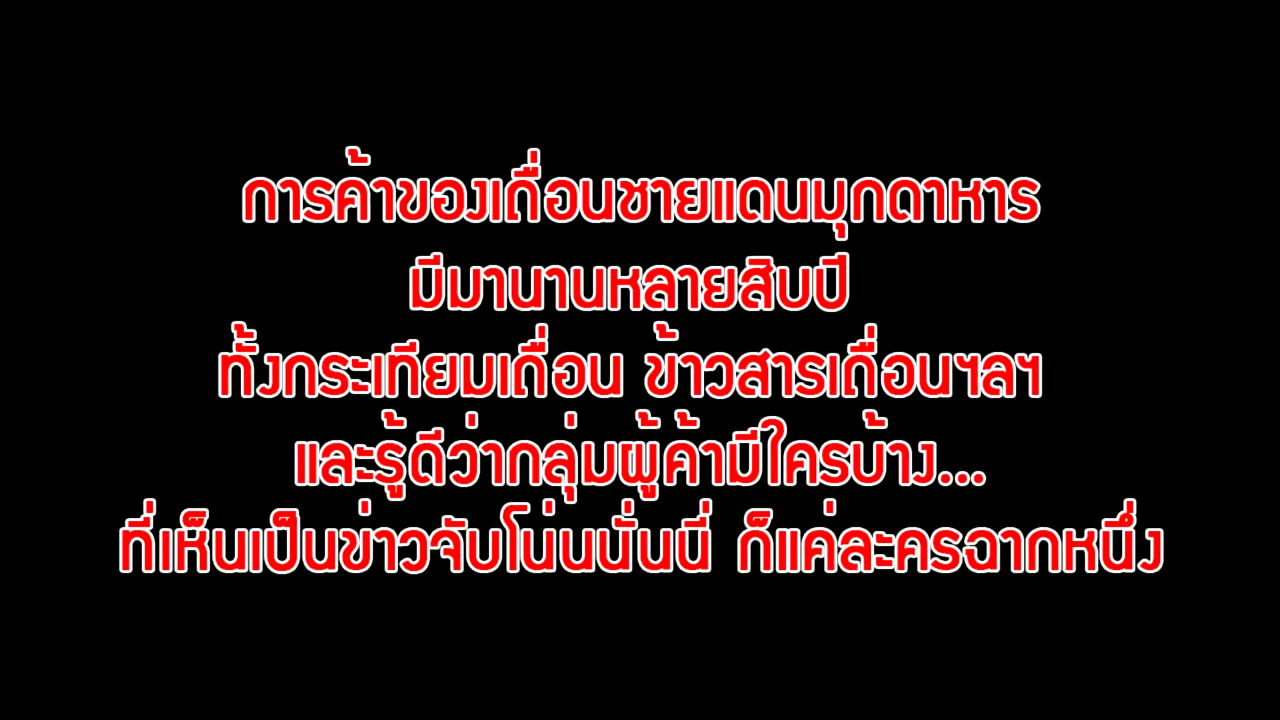 การค้าของเถื่อนชายแดนมุกดาหาร
มีมานานหลายสิบปี
ทั้งกระเทียมเถื่อน ข้าวสารเถื่อนฯลฯ
และรู้ดีว่ากลุ่มผู้ค้ามีใครบ้าง...
ที่เห็นเป็นข่าวจับโน่นนั่นนี่ ก็แค่ละครฉากหนึ่ง